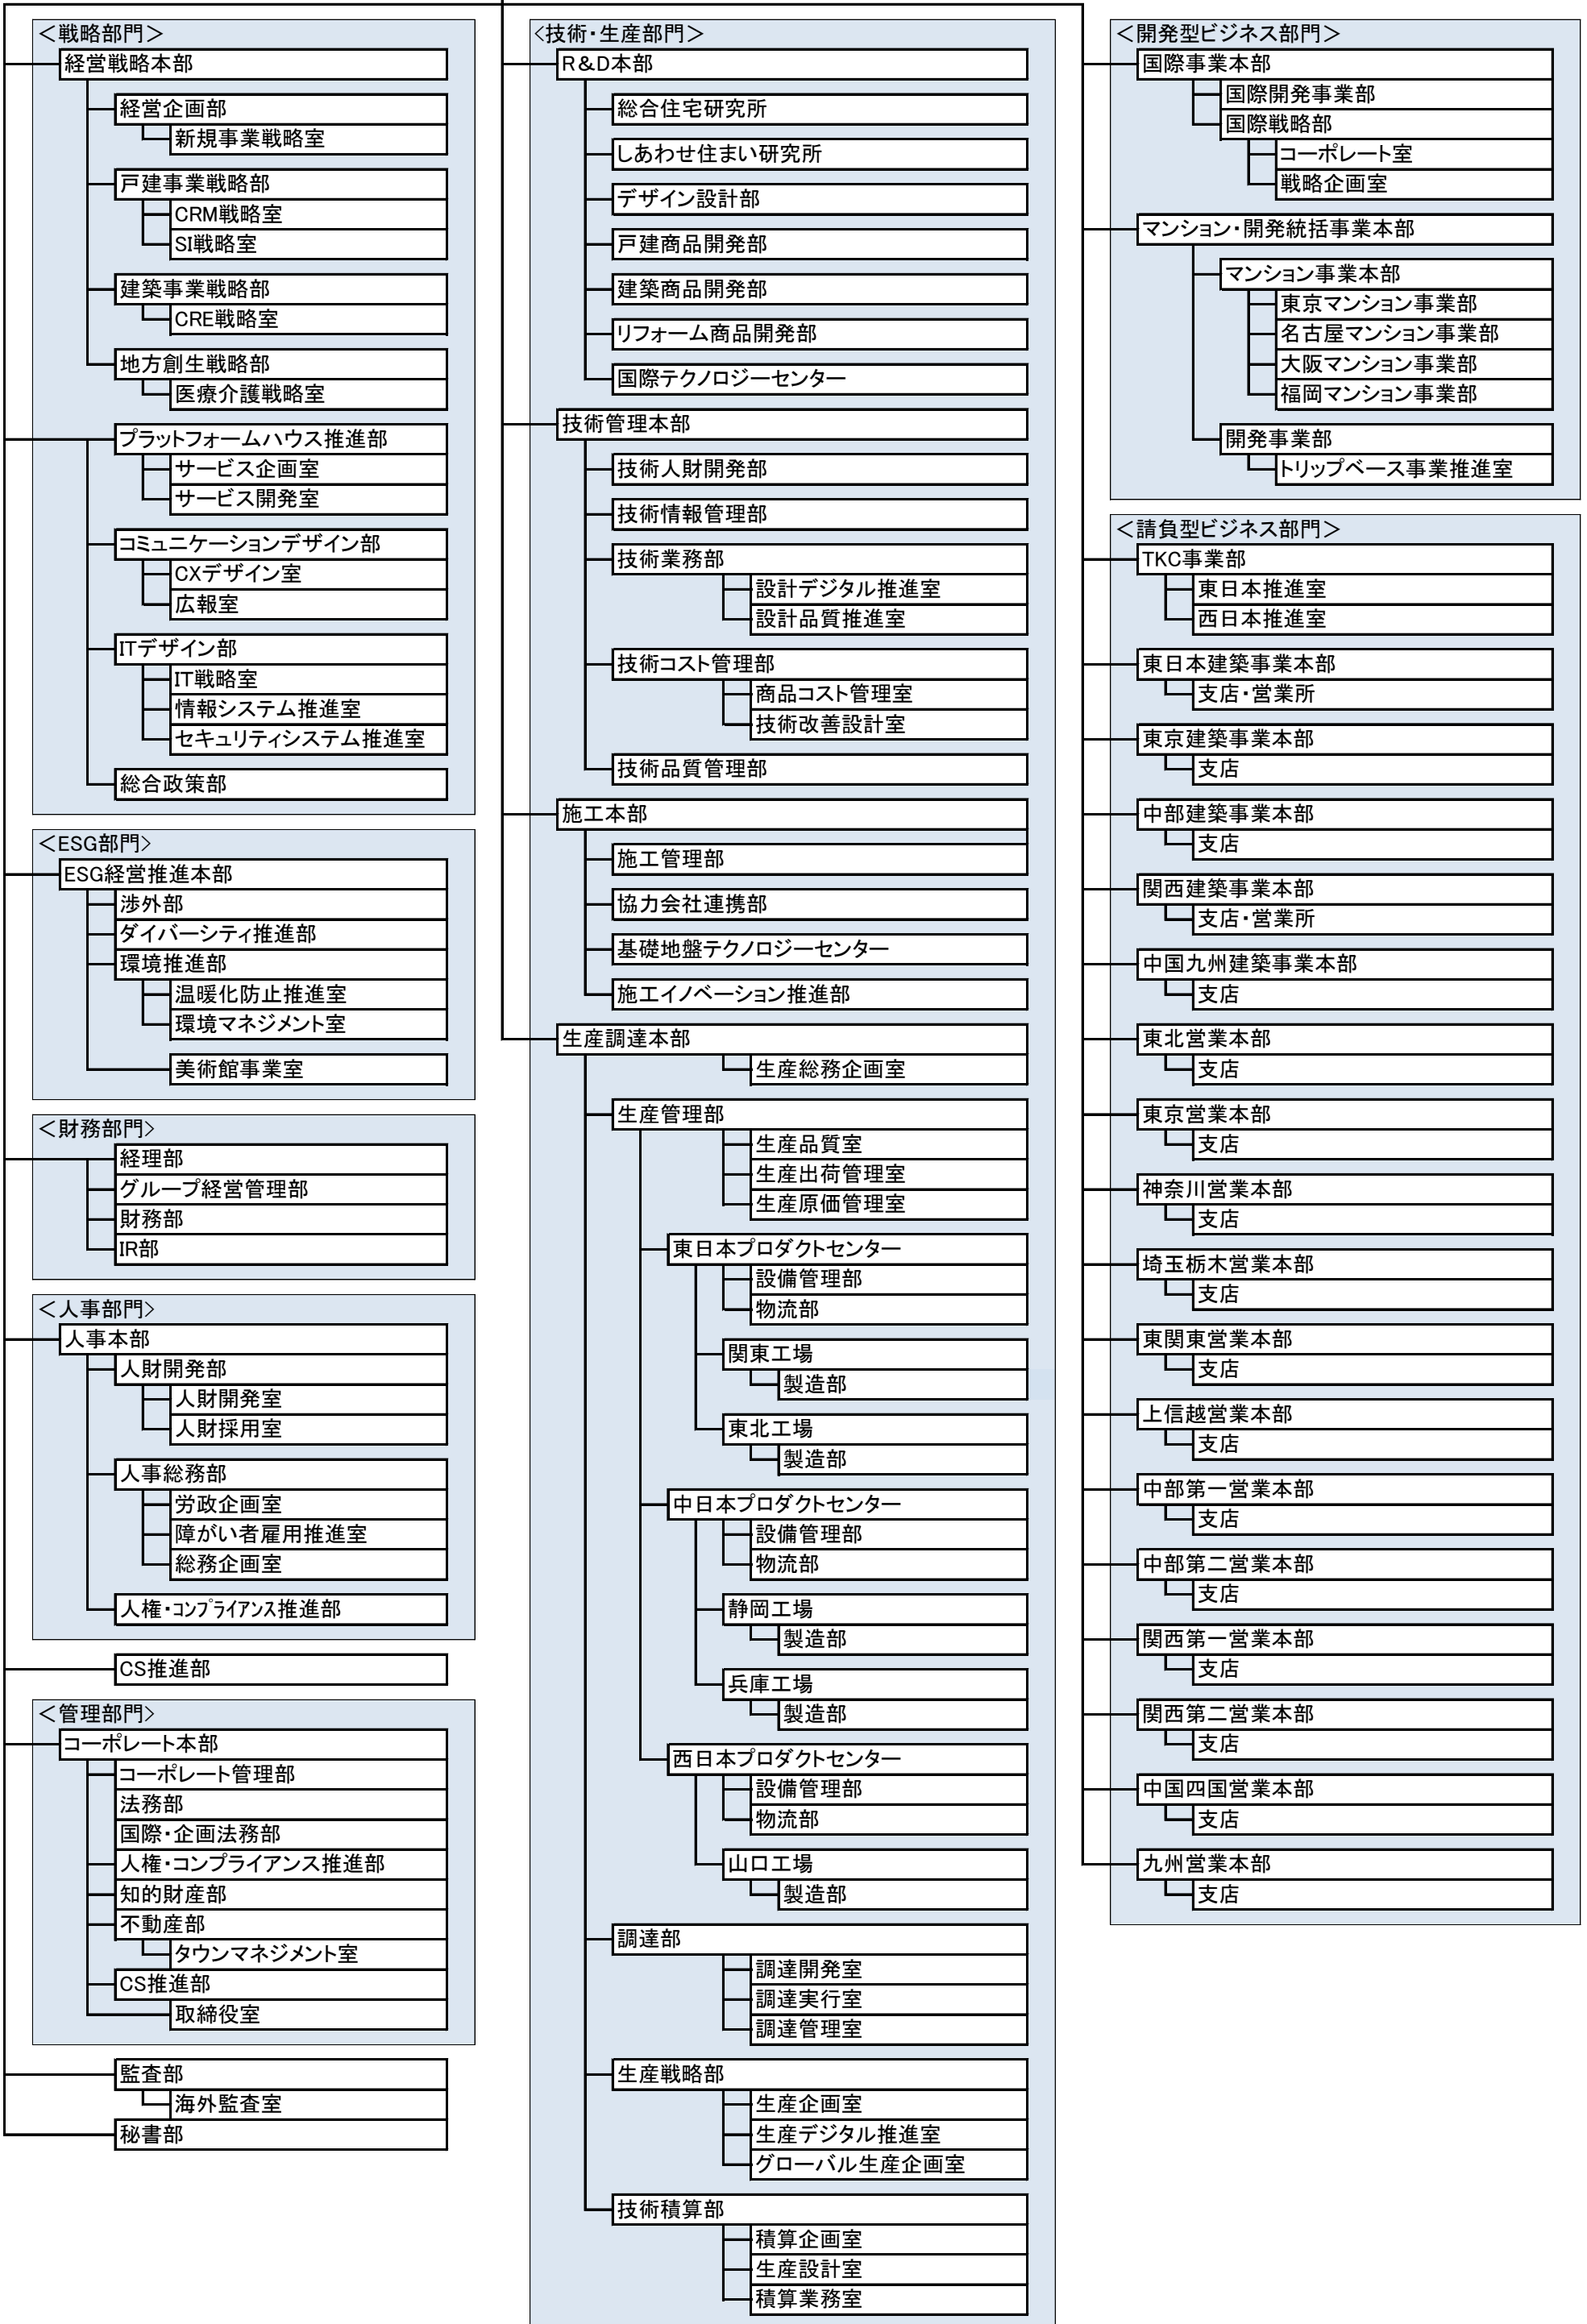 ＜戦略部門＞
経営戦略本部
経営企画部
新規事業戦略室
戸建事業戦略部
CRM戦略室
SI戦略室
建築事業戦略部
CRE戦略室
地方創生戦略部
医療介護戦略室
プラットフォームハウス推進部
サービス企画室
サービス開発室
コミュニケーションデザイン部
CXデザイン室
広報室
ITデザイン部
IT戦略室
情報システム推進室
セキュリティシステム推進室
総合政策部
＜ESG部門＞
ESG経営推進本部
渉外部
ダイバーシティ推進部
環境推進部
温暖化防止推進室
環境マネジメント室
美術館事業室
＜財務部門＞
経理部
グループ経営管理部
財務部
IR部
＜人事部門＞
人事本部
人財開発部
人財開発室
人財採用室
人事総務部
労政企画室
障がい者雇用推進室
総務企画室
人権・コンプライアンス推進部
CS推進部
＜管理部門＞
コーポレート本部
コーポレート管理部
法務部
国際・企画法務部
人権・コンプライアンス推進部
知的財産部
不動産部
タウンマネジメント室
CS推進部
取締役室
監査部
海外監査室
秘書部
＜技術・生産部門＞
R＆D本部
総合住宅研究所
しあわせ住まい研究所
デザイン設計部
戸建商品開発部
建築商品開発部
リフォーム商品開発部
国際テクノロジーセンター
技術管理本部
技術人財開発部
技術情報管理部
技術業務部
設計デジタル推進室
設計品質推進室
技術コスト管理部
商品コスト管理室
技術改善設計室
技術品質管理部
施工本部
施工管理部
協力会社連携部
基礎地盤テクノロジーセンター
施工イノベーション推進部
生産調達本部
生産総務企画室
生産管理部
生産品質室
生産出荷管理室
生産原価管理室
東日本プロダクトセンター
設備管理部
物流部
関東工場
製造部
東北工場
製造部
中日本プロダクトセンター
設備管理部
物流部
静岡工場
製造部
兵庫工場
製造部
西日本プロダクトセンター
設備管理部
物流部
山口工場
製造部
調達部
調達開発室
調達実行室
調達管理室
生産戦略部
生産企画室
生産デジタル推進室
グローバル生産企画室
技術積算部
積算企画室
生産設計室
積算業務室
＜開発型ビジネス部門＞
国際事業本部
国際開発事業部
国際戦略部
コーポレート室
戦略企画室
マンション・開発統括事業本部
マンション事業本部
東京マンション事業部
名古屋マンション事業部
大阪マンション事業部
福岡マンション事業部
開発事業部
トリップベース事業推進室
＜請負型ビジネス部門＞
TKC事業部
東日本推進室
西日本推進室
東日本建築事業本部
支店・営業所
東京建築事業本部
支店
中部建築事業本部
支店
関西建築事業本部
支店・営業所
中国九州建築事業本部
支店
東北営業本部
支店
東京営業本部
支店
神奈川営業本部
支店
埼玉栃木営業本部
支店
東関東営業本部
支店
上信越営業本部
支店
中部第一営業本部
支店
中部第二営業本部
支店
関西第一営業本部
支店
関西第二営業本部
支店
中国四国営業本部
支店
九州営業本部
支店